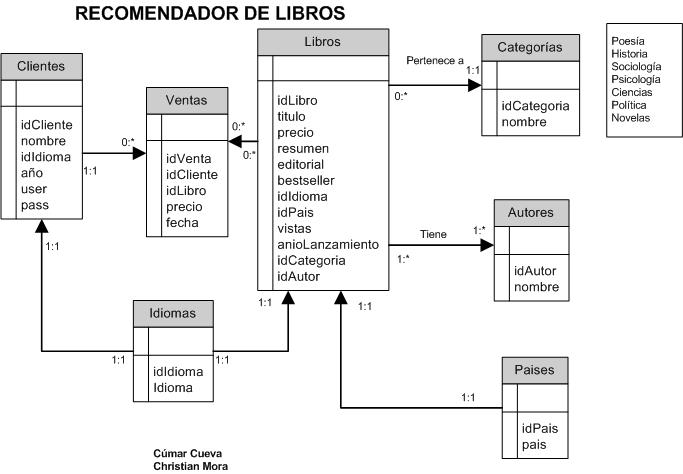 RECOMENDADOR DE LIBROS
Clientes
idCliente
nombre
idIdioma
año
user
pass
Ventas
idVenta
idCliente
idLibro
precio
fecha
Libros
idLibro
titulo
precio
resumen
editorial
bestseller
idIdioma
idPais
vistas
anioLanzamiento
idCategoria
idAutor
Categorías
idCategoria
nombre
Poesía
Historia
Sociología
Psicología
Ciencias
Política
Novelas
Autores
idAutor
nombre
Idiomas
idIdioma
Idioma
Paises
idPais
pais
Pertenece a
1:1
0:*
0:*
1:1
0:*
0:*
Tiene
1:*
1:*
1:1
1:1
1:1
1:1
1:1
1:1
Cúmar Cueva
Christian Mora